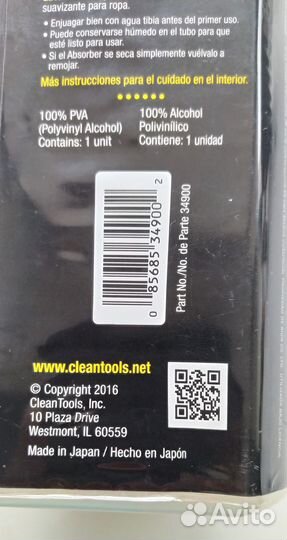 suavizante para ropa.
• Enjuagar bien con agua tibia antes del primer uso.
• Puede conservarse húmedo en el tubo para que
esté listo para usar.
• Si el Absorber se seca simplemente vuélvalo a
remojar.
Más instrucciones para el cuidado en el interior.
100% PVA
(Polyvinyl Alcohol)
Contains: 1 unit
100% Alcohol
Polivinílico
Contiene: 1 unidad
0 85685 34900 2
Part No./No. de Parte 34900
www.cleantools.net
© Copyright 2016
CleanTools, Inc.
10 Plaza Drive
Westmont, IL 60559
Made in Japan / Hecho en Japón
Avito